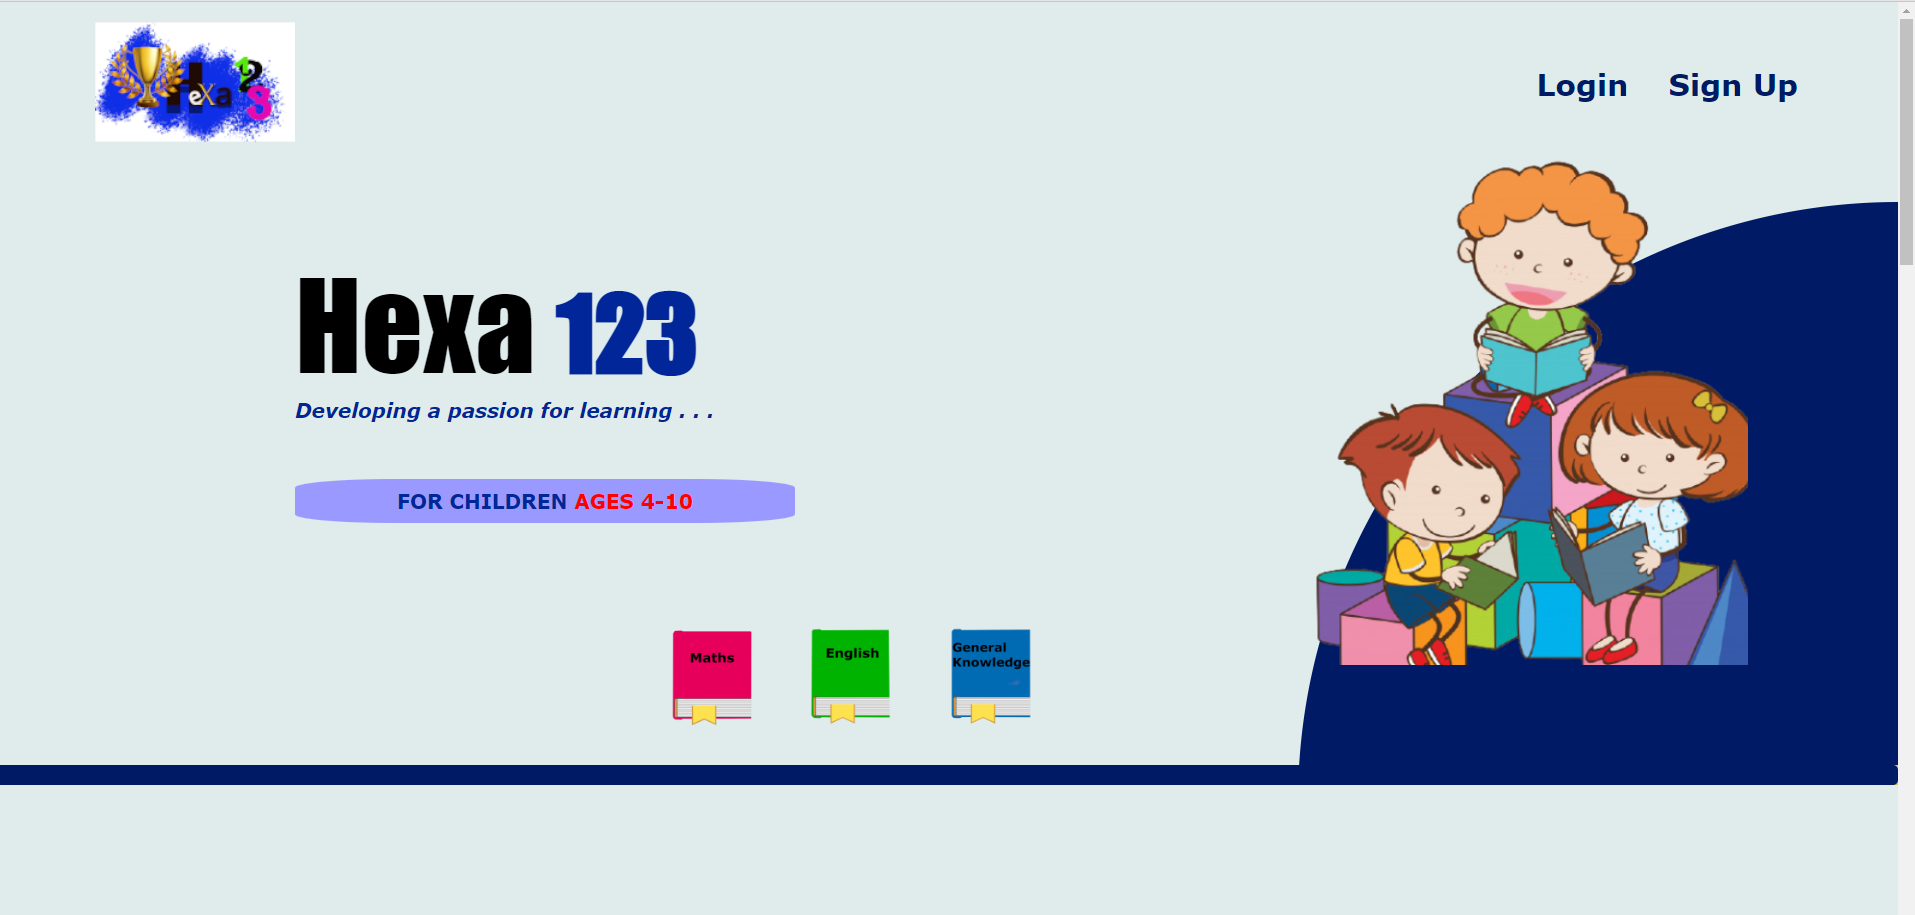 HeXa 123
Login Sign Up
Hexa 123
Developing a passion for learning . . .
FOR CHILDREN AGES 4-10
Maths
English
General
Knowledge